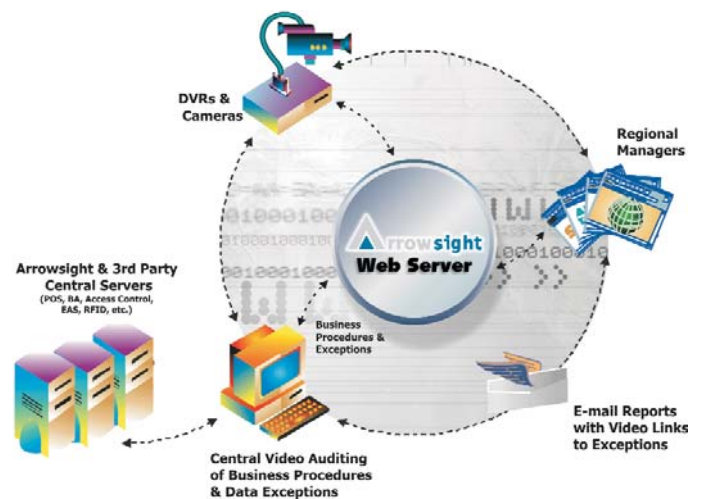 DVRs &
Cameras
Regional
Managers
Arrowsight
Web Server
Arrowsight & 3rd Party
Central Servers
(POS, BA, Access Control,
EAS, RFID, etc.)
Business
Procedures &
Exceptions
E-mail Reports
with Video Links
to Exceptions
Central Video Auditing
of Business Procedures
& Data Exceptions